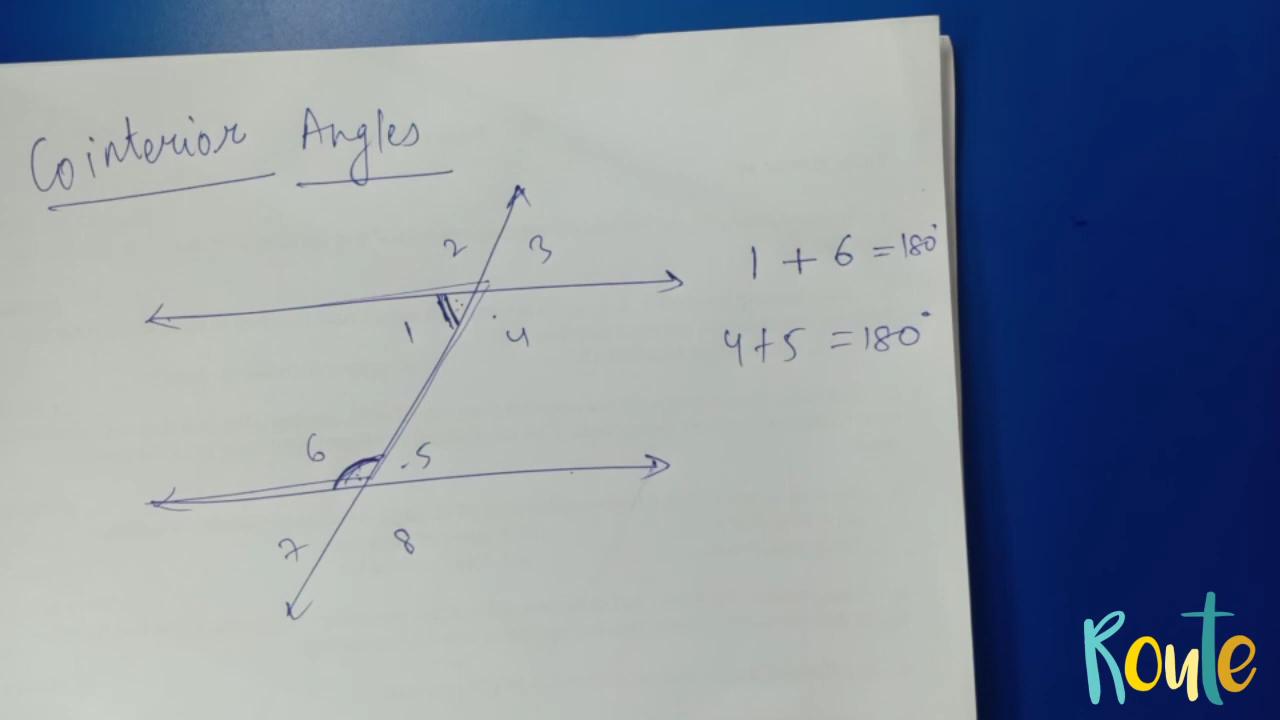 Cointerior Angles
2 3
1 + 6 = 180°
1 4
4 + 5 = 180°
6 5
7 8
Route